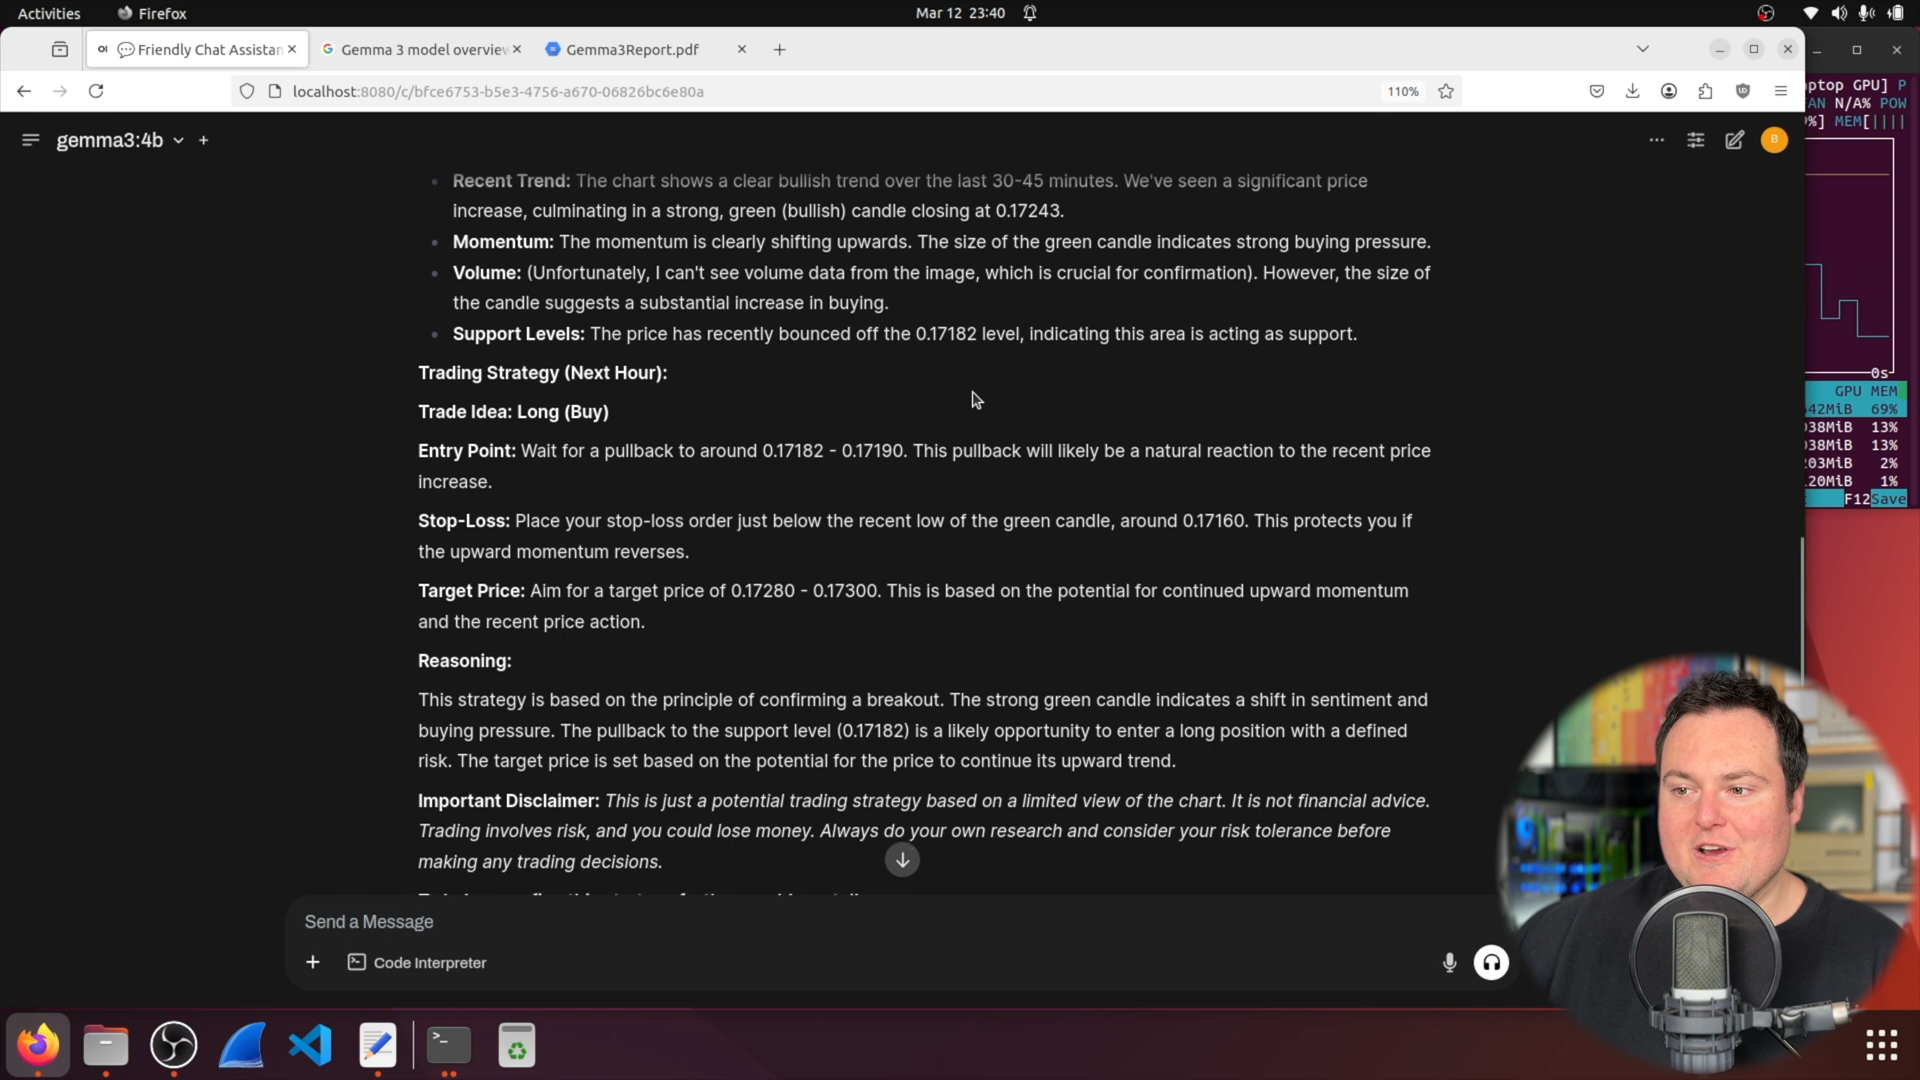 Activities
Firefox
Mar 12 23:40
OI 💬Friendly Chat Assistan
Gemma 3 model overview
Gemma3Report.pdf
localhost:8080/c/bfce6753-b5e3-4756-a670-06826bc6e80a
110%
ptop GPU] P
AN N/A% POW
%] MEM[||||
gemma3:4b
B
Recent Trend: The chart shows a clear bullish trend over the last 30-45 minutes. We've seen a significant price
increase, culminating in a strong, green (bullish) candle closing at 0.17243.
Momentum: The momentum is clearly shifting upwards. The size of the green candle indicates strong buying pressure.
Volume: (Unfortunately, I can't see volume data from the image, which is crucial for confirmation). However, the size of
the candle suggests a substantial increase in buying.
Support Levels: The price has recently bounced off the 0.17182 level, indicating this area is acting as support.
Trading Strategy (Next Hour):
Trade Idea: Long (Buy)
Entry Point: Wait for a pullback to around 0.17182 - 0.17190. This pullback will likely be a natural reaction to the recent price
increase.
Stop-Loss: Place your stop-loss order just below the recent low of the green candle, around 0.17160. This protects you if
the upward momentum reverses.
Target Price: Aim for a target price of 0.17280 - 0.17300. This is based on the potential for continued upward momentum
and the recent price action.
Reasoning:
This strategy is based on the principle of confirming a breakout. The strong green candle indicates a shift in sentiment and
buying pressure. The pullback to the support level (0.17182) is a likely opportunity to enter a long position with a defined
risk. The target price is set based on the potential for the price to continue its upward trend.
Important Disclaimer: This is just a potential trading strategy based on a limited view of the chart. It is not financial advice.
Trading involves risk, and you could lose money. Always do your own research and consider your risk tolerance before
making any trading decisions.
0s
GPU MEM
42MiB 69%
38MiB 13%
38MiB 13%
03MiB 2%
20MiB 1%
F12Save
Send a Message
Code Interpreter